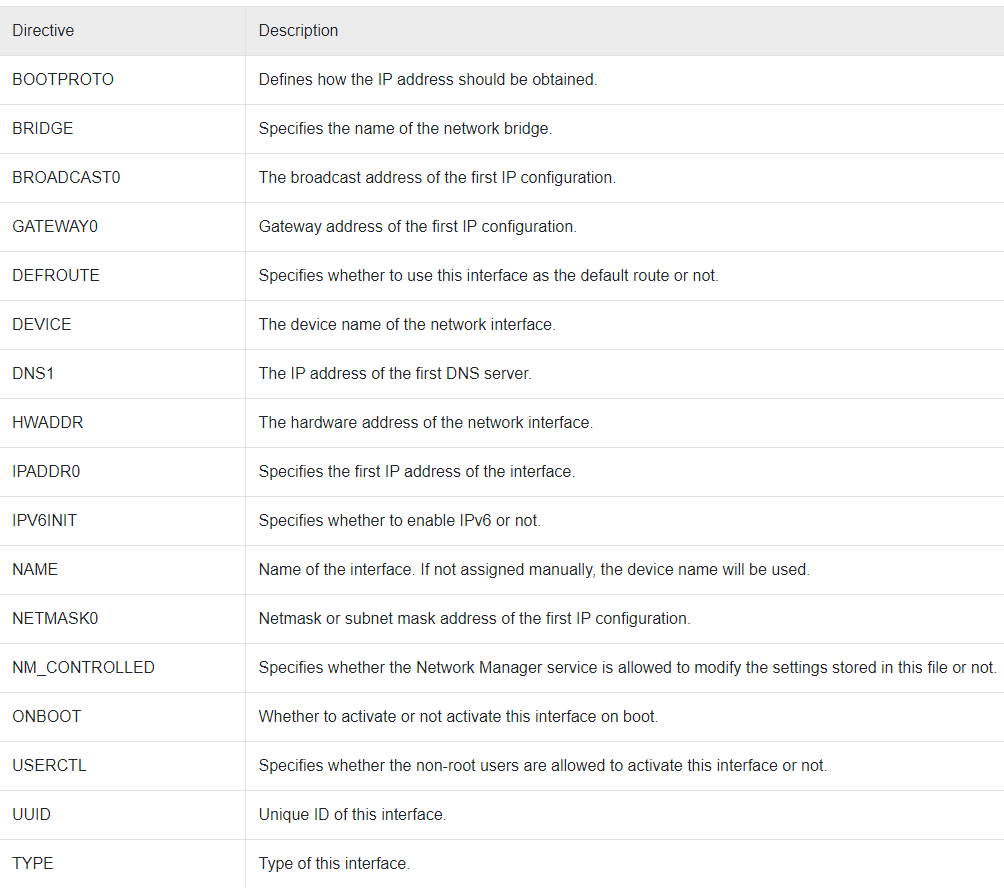 Directive Description
BOOTPROTO Defines how the IP address should be obtained.
BRIDGE Specifies the name of the network bridge.
BROADCAST0 The broadcast address of the first IP configuration.
GATEWAY0 Gateway address of the first IP configuration.
DEFROUTE Specifies whether to use this interface as the default route or not.
DEVICE The device name of the network interface.
DNS1 The IP address of the first DNS server.
HWADDR The hardware address of the network interface.
IPADDR0 Specifies the first IP address of the interface.
IPV6INIT Specifies whether to enable IPv6 or not.
NAME Name of the interface. If not assigned manually, the device name will be used.
NETMASK0 Netmask or subnet mask address of the first IP configuration.
NM_CONTROLLED Specifies whether the Network Manager service is allowed to modify the settings stored in this file or not.
ONBOOT Whether to activate or not activate this interface on boot.
USERCTL Specifies whether the non-root users are allowed to activate this interface or not.
UUID Unique ID of this interface.
TYPE Type of this interface.